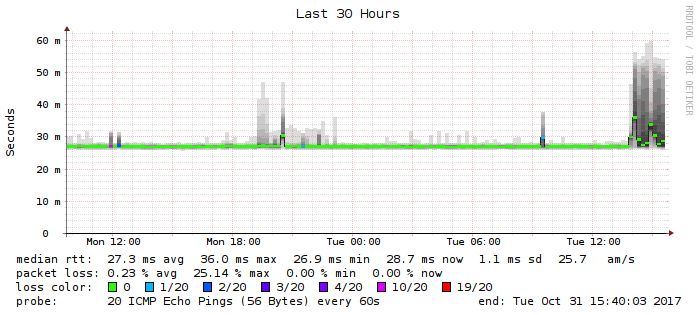 Last 30 Hours
RRDTOOL / TOBI OETIKER
Seconds
60 m
50 m
40 m
30 m
20 m
10 m
0
Mon 12:00 Mon 18:00 Tue 00:00 Tue 06:00 Tue 12:00
median rtt: 27.3 ms avg 36.0 ms max 26.9 ms min 28.7 ms now 1.1 ms sd 25.7 am/s
packet loss: 0.23 % avg 25.14 % max 0.00 % min 0.00 % now
loss color: 0 1/20 2/20 3/20 4/20 10/20 19/20
probe: 20 ICMP Echo Pings (56 Bytes) every 60s end: Tue Oct 31 15:40:03 2017